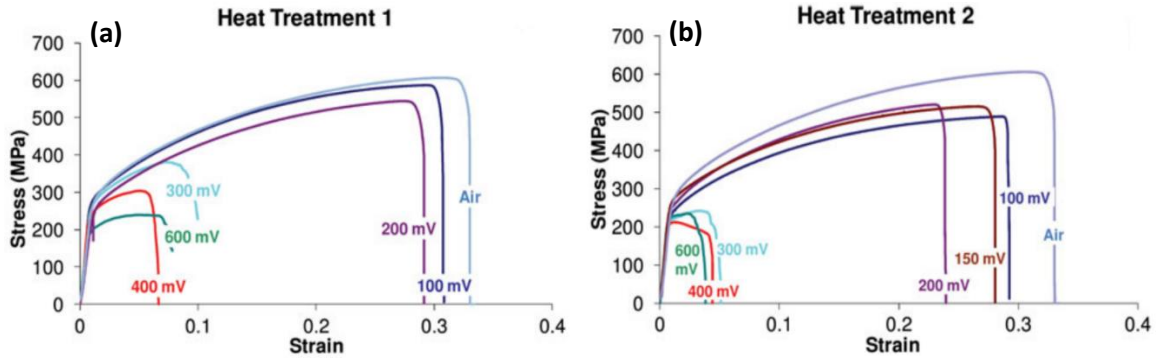 Heat Treatment 1
(a)
700
600
500
400
300
200
100
0
Stress (MPa)
300 mV
600 mV
400 mV
200 mV
100 mV
Air
0
0.1
0.2
0.3
0.4
Strain
Heat Treatment 2
(b)
700
600
500
400
300
200
100
0
Stress (MPa)
600
mV
300 mV
400 mV
200 mV
150 mV
100 mV
Air
0
0.1
0.2
0.3
0.4
Strain